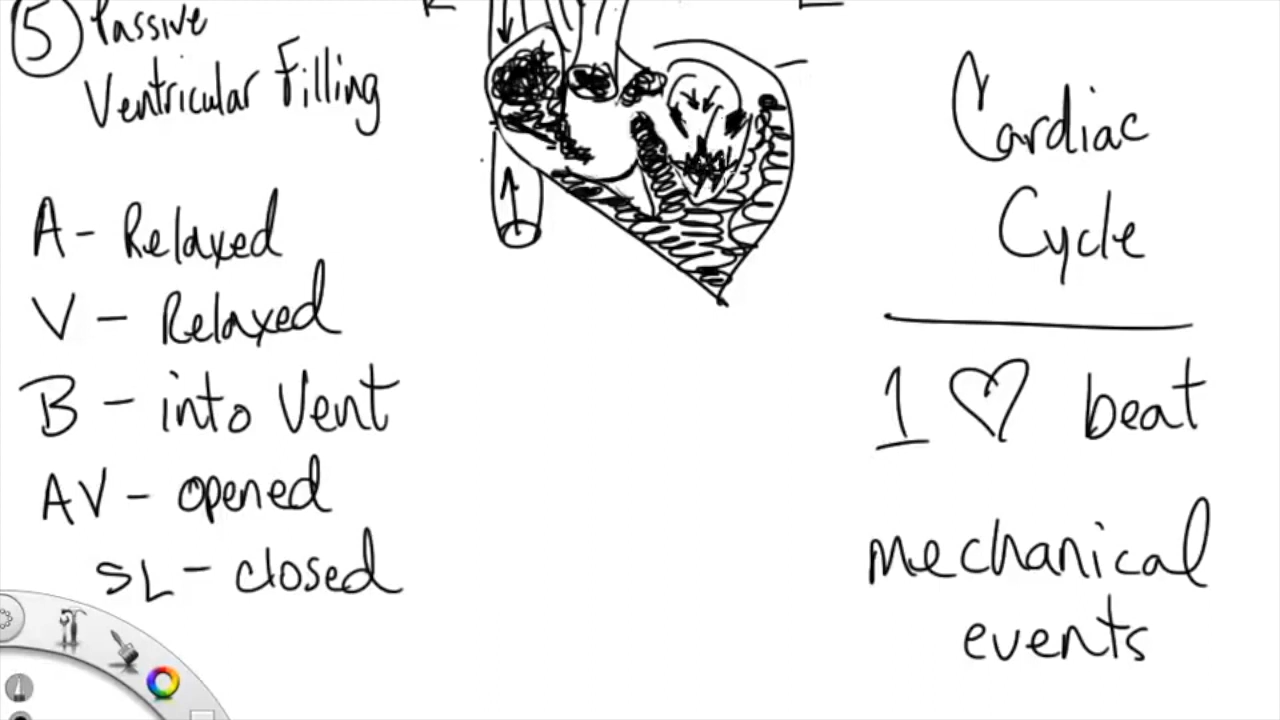 5 Passive
Ventricular Filling
A - Relaxed
V - Relaxed
B - into Vent
AV - opened
SL - closed
Cardiac
Cycle
1 ♡ beat
mechanical
events